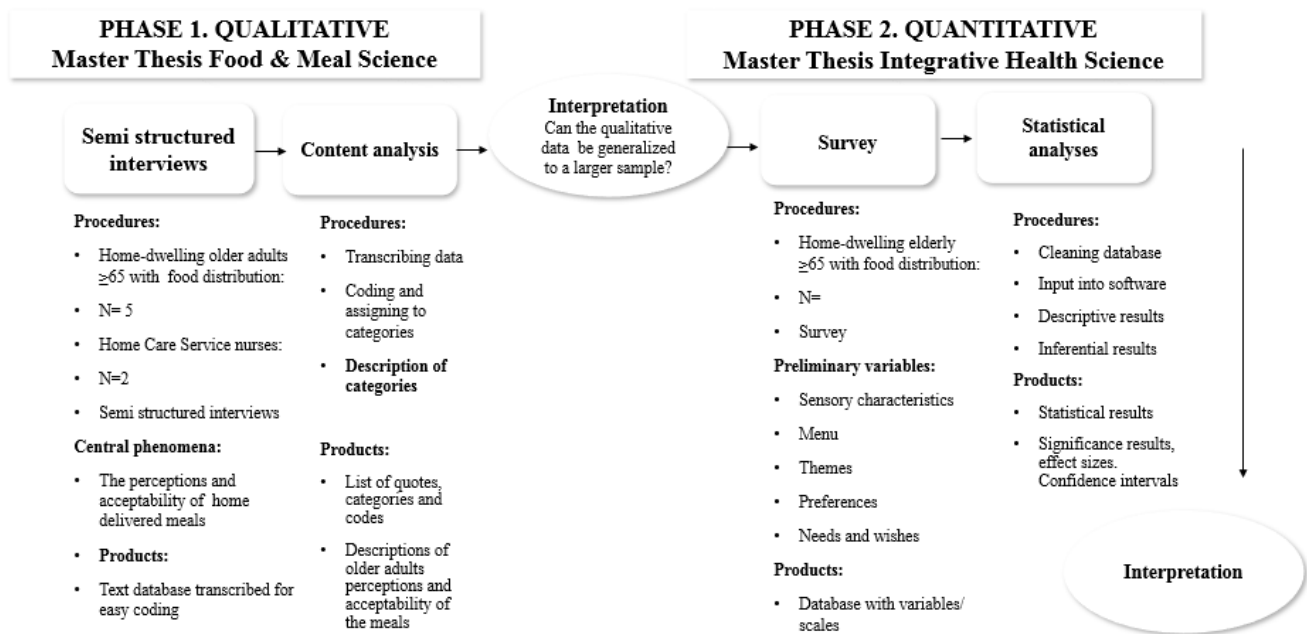 PHASE 1. QUALITATIVE
Master Thesis Food & Meal Science
PHASE 2. QUANTITATIVE
Master Thesis Integrative Health Science
Semi structured
interviews
Content analysis
Interpretation
Can the qualitative
data be generalized
to a larger sample?
Survey
Statistical
analyses
Procedures:
• Home-dwelling older adults
≥65 with food distribution:
• N= 5
• Home Care Service nurses:
• N=2
• Semi structured interviews
Central phenomena:
• The perceptions and
acceptability of home
delivered meals
• Products:
• Text database transcribed for
easy coding
Procedures:
• Transcribing data
• Coding and
assigning to
categories
• Description of
categories
Products:
• List of quotes,
categories and
codes
• Descriptions of
older adults
perceptions and
acceptability of
the meals
Procedures:
• Home-dwelling elderly
≥65 with food distribution:
• N=
• Survey
Preliminary variables:
• Sensory characteristics
• Menu
• Themes
• Preferences
• Needs and wishes
Products:
• Database with variables/
scales
Procedures:
• Cleaning database
• Input into software
• Descriptive results
• Inferential results
Products:
• Statistical results
• Significance results,
effect sizes.
Confidence intervals
Interpretation